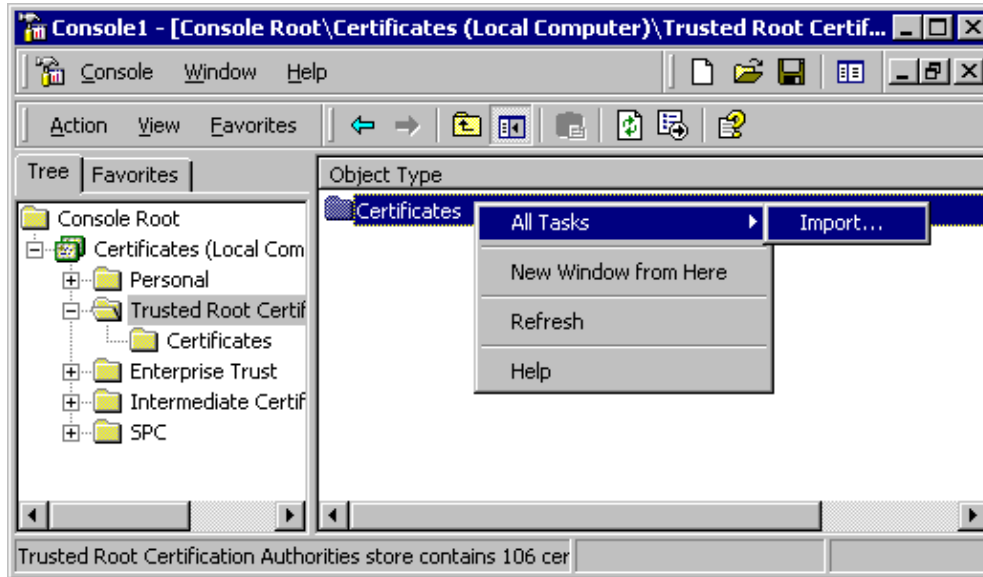 Console1 - [Console Root\Certificates (Local Computer)\Trusted Root Certif...
Console Window Help
Action View Favorites
Tree Favorites
Object Type
Console Root
Certificates (Local Com
Personal
Trusted Root Certif
Certificates
Enterprise Trust
Intermediate Certif
SPC
Certificates
All Tasks
Import...
New Window from Here
Refresh
Help
Trusted Root Certification Authorities store contains 106 cer